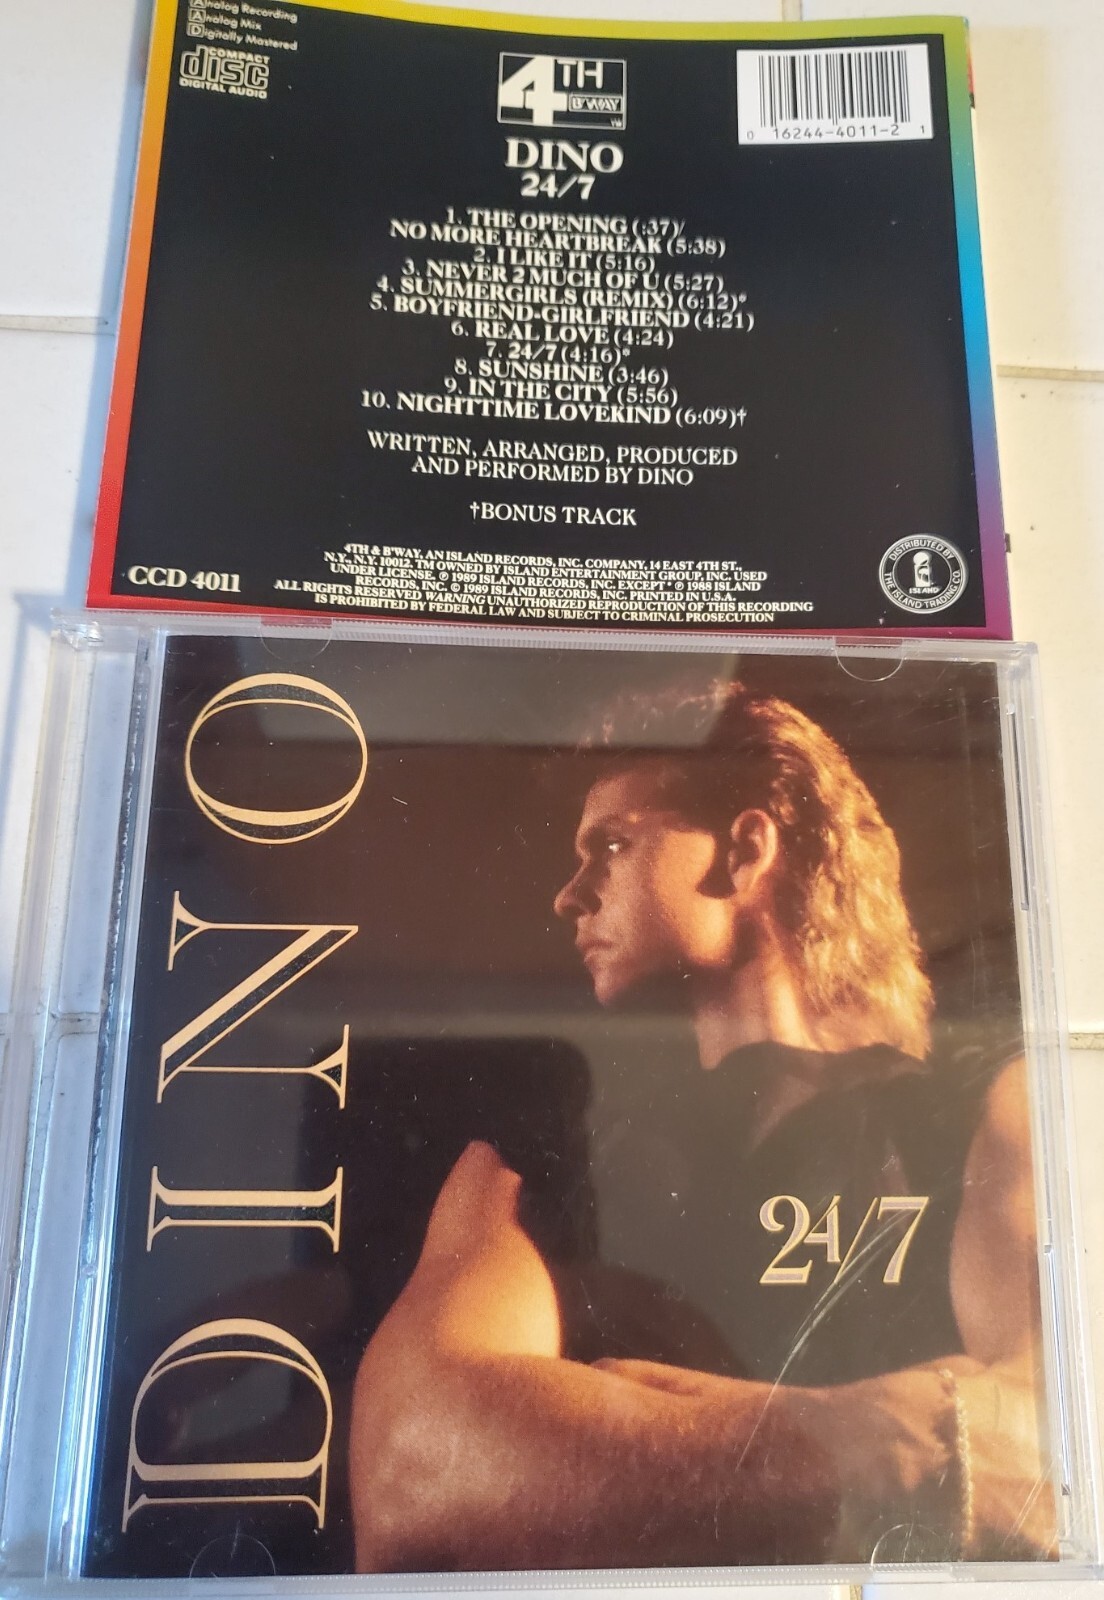 Analog Recording
Analog Mix
Digitally Mastered
COMPACT
disc
DIGITAL AUDIO
4TH
B'WAY
0 16244-4011-2 1
DINO
24/7
1. THE OPENING (:37)/
NO MORE HEARTBREAK (5:38)
2. I LIKE IT (5:16)
3. NEVER 2 MUCH OF U (5:27)
4. SUMMERGIRLS (REMIX) (6:12)*
5. BOYFRIEND-GIRLFRIEND (4:21)
6. REAL LOVE (4:24)
7. 24/7 (4:16)*
8. SUNSHINE (3:46)
9. IN THE CITY (5:56)
10. NIGHTTIME LOVEKIND (6:09)†
WRITTEN, ARRANGED, PRODUCED
AND PERFORMED BY DINO
†BONUS TRACK
4TH & B'WAY, AN ISLAND RECORDS, INC. COMPANY, 14 EAST 4TH ST.,
N.Y., N.Y. 10012. TM OWNED BY ISLAND ENTERTAINMENT GROUP, INC. USED
UNDER LICENSE. ℗ 1989 ISLAND RECORDS, INC. EXCEPT * ℗ 1988 ISLAND
RECORDS, INC. © 1989 ISLAND RECORDS, INC. PRINTED IN U.S.A.
ALL RIGHTS RESERVED WARNING UNAUTHORIZED REPRODUCTION OF THIS RECORDING
IS PROHIBITED BY FEDERAL LAW AND SUBJECT TO CRIMINAL PROSECUTION
CCD 4011
DISTRIBUTED BY
ISLAND
THE ISLAND TRADING CO
DINO
24/7